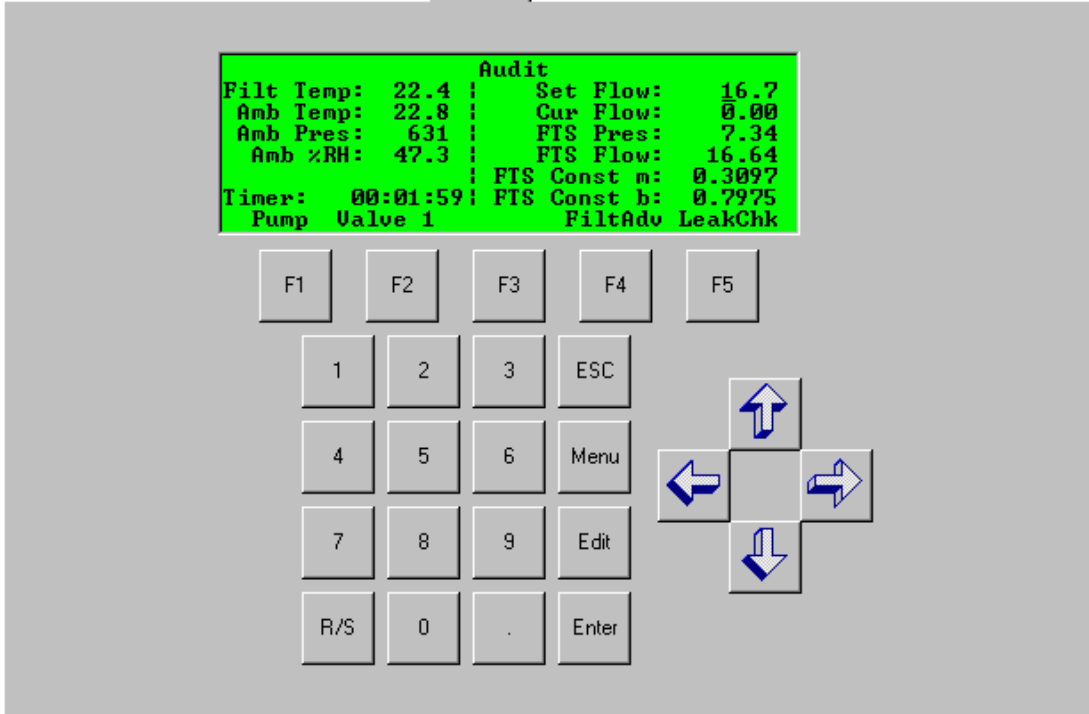 Audit
Filt Temp: 22.4 ¦ Set Flow: 16.7
Amb Temp: 22.8 ¦ Cur Flow: 0.00
Amb Pres: 631 ¦ FTS Pres: 7.34
Amb %RH: 47.3 ¦ FTS Flow: 16.64
¦ FTS Const m: 0.3097
Timer: 00:01:59¦ FTS Const b: 0.7975
Pump Valve 1 FiltAdv LeakChk
F1 F2 F3 F4 F5
1 2 3 ESC
4 5 6 Menu
7 8 9 Edit
R/S 0 . Enter